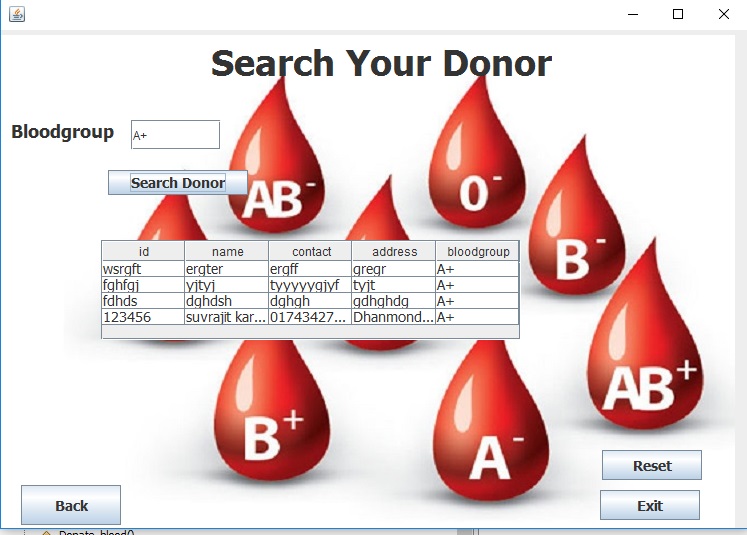 Search Your Donor
Bloodgroup A+
Search Donor
AB-
O-
B-
id name contact address bloodgroup
wsrgft ergter ergff gregr A+
fghfgj yjtyj tyyyyygjyf tyjt A+
fdhds dghdsh dghgh gdhghdg A+
123456 suvrajit kar... 01743427... Dhanmond... A+
AB+
B+
A-
Reset
Back
Exit
Donate_blood()